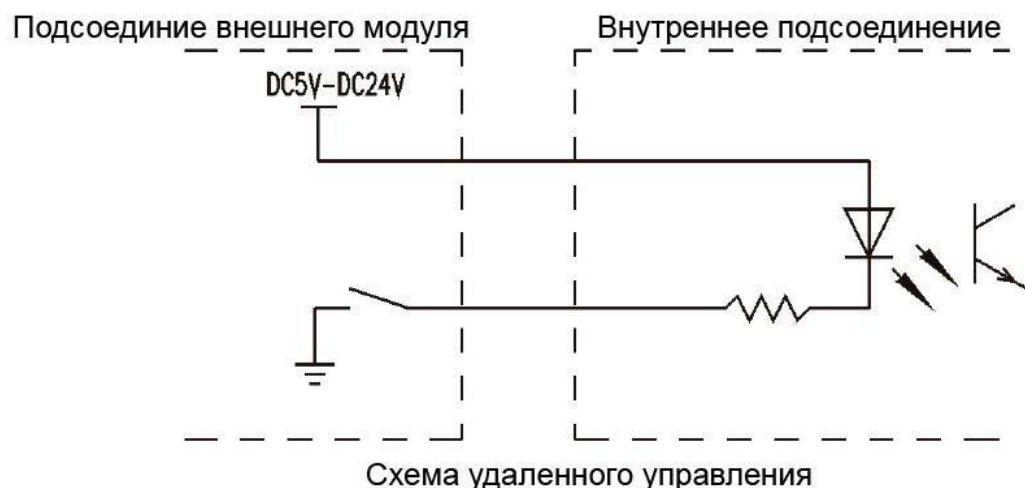 Подсоединие внешнего модуля
Внутреннее подсоединение
DC5V-DC24V
Схема удаленного управления